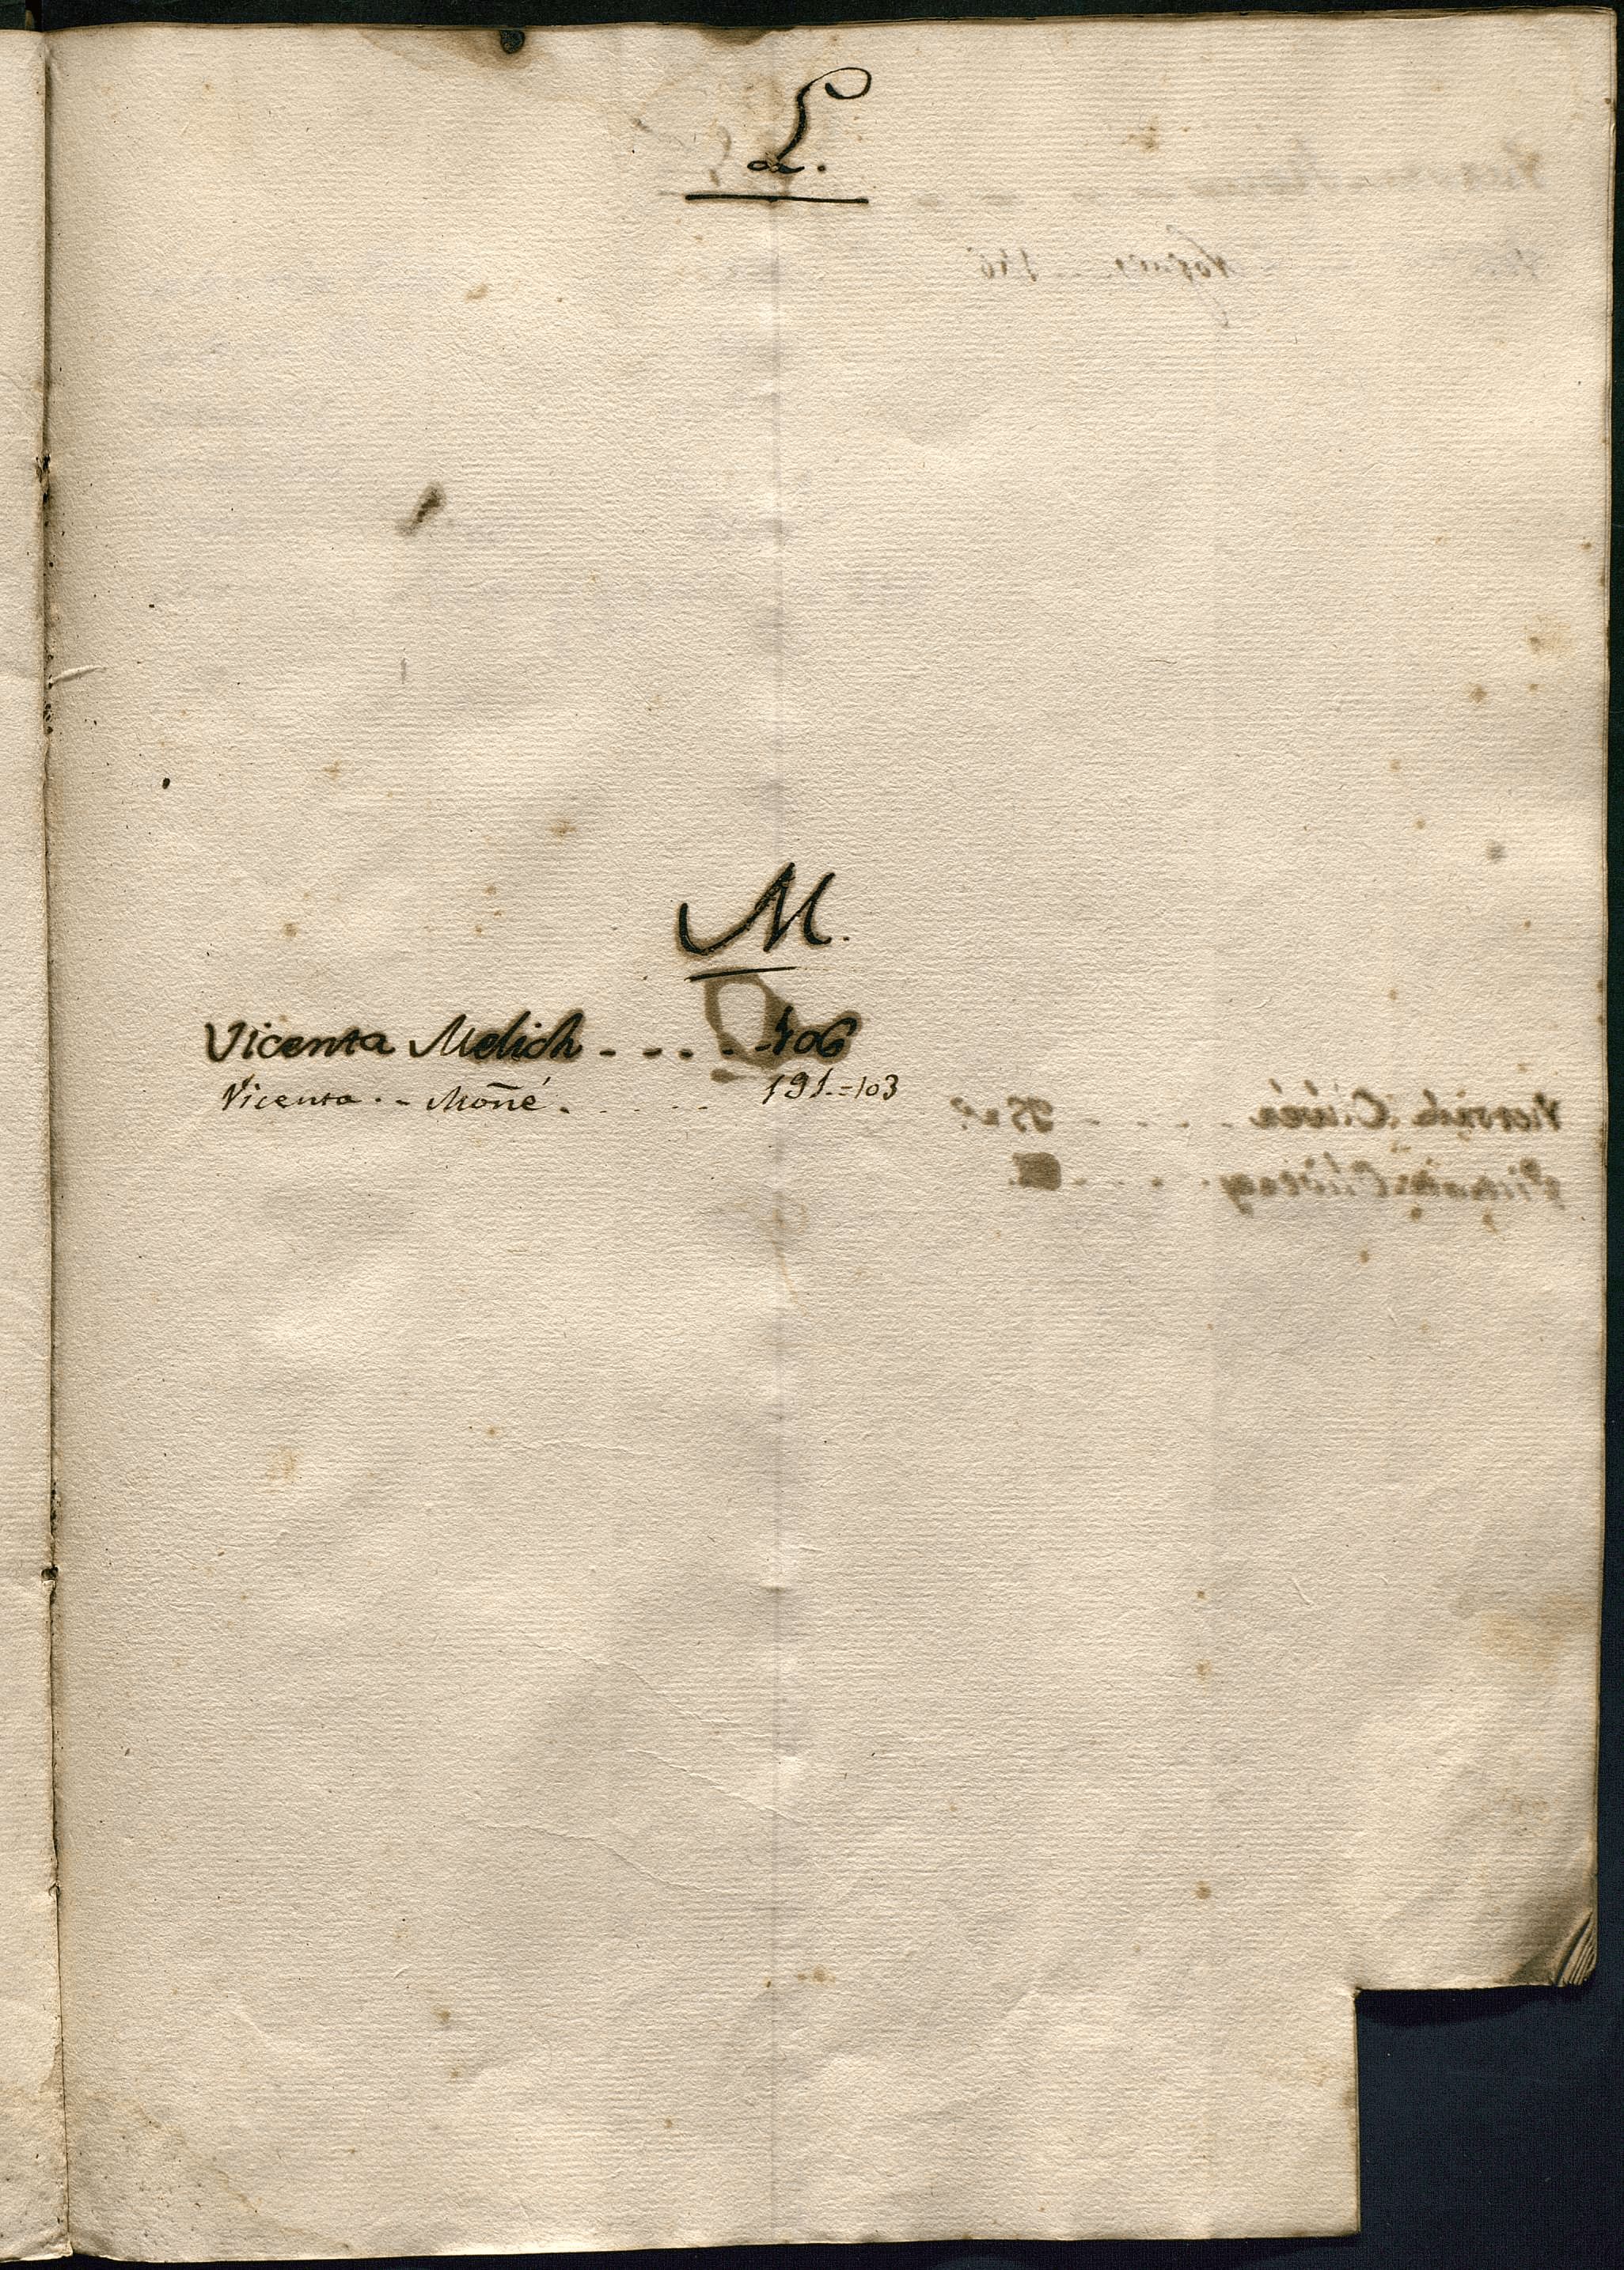 L.
M.
Vicenta Melich - - - - - 406
Vicenta - - Moñé - - - - - 191=103